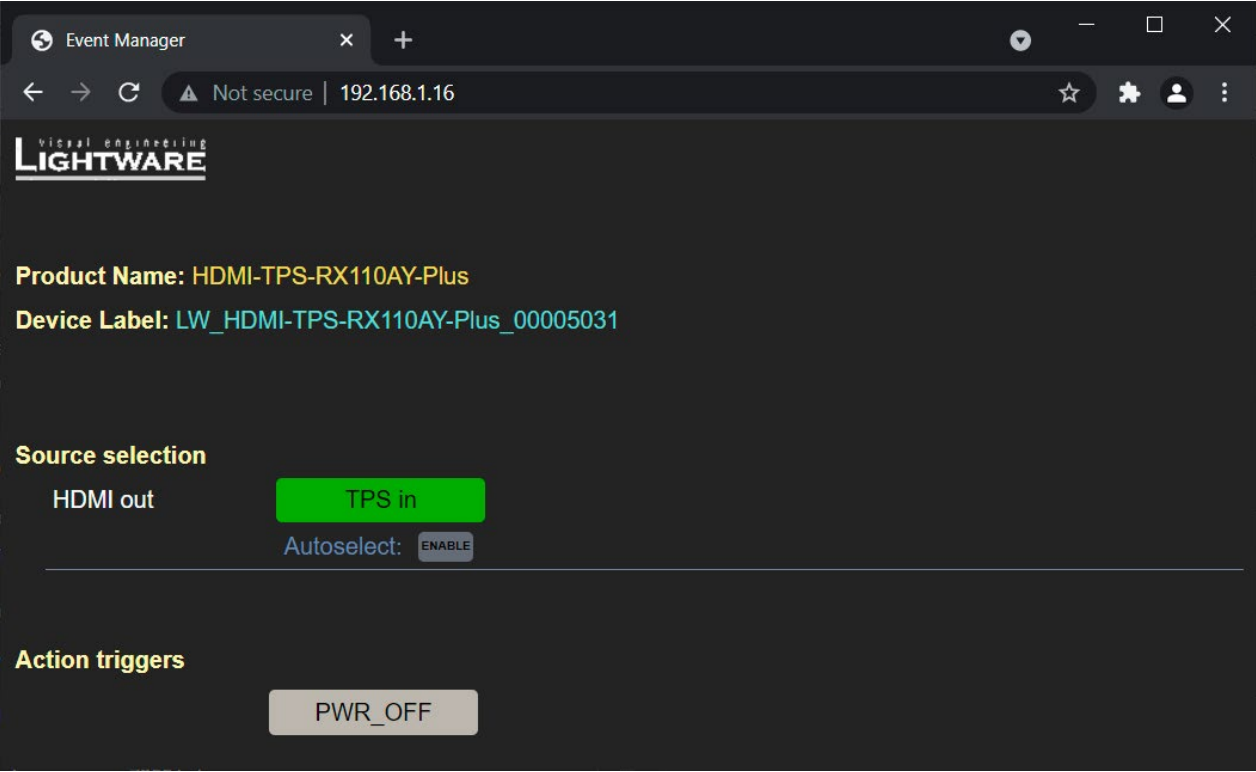 Event Manager
Not secure | 192.168.1.16
visual engineering
LIGHTWARE
Product Name: HDMI-TPS-RX110AY-Plus
Device Label: LW_HDMI-TPS-RX110AY-Plus_00005031
Source selection
HDMI out TPS in
Autoselect: ENABLE
Action triggers
PWR_OFF